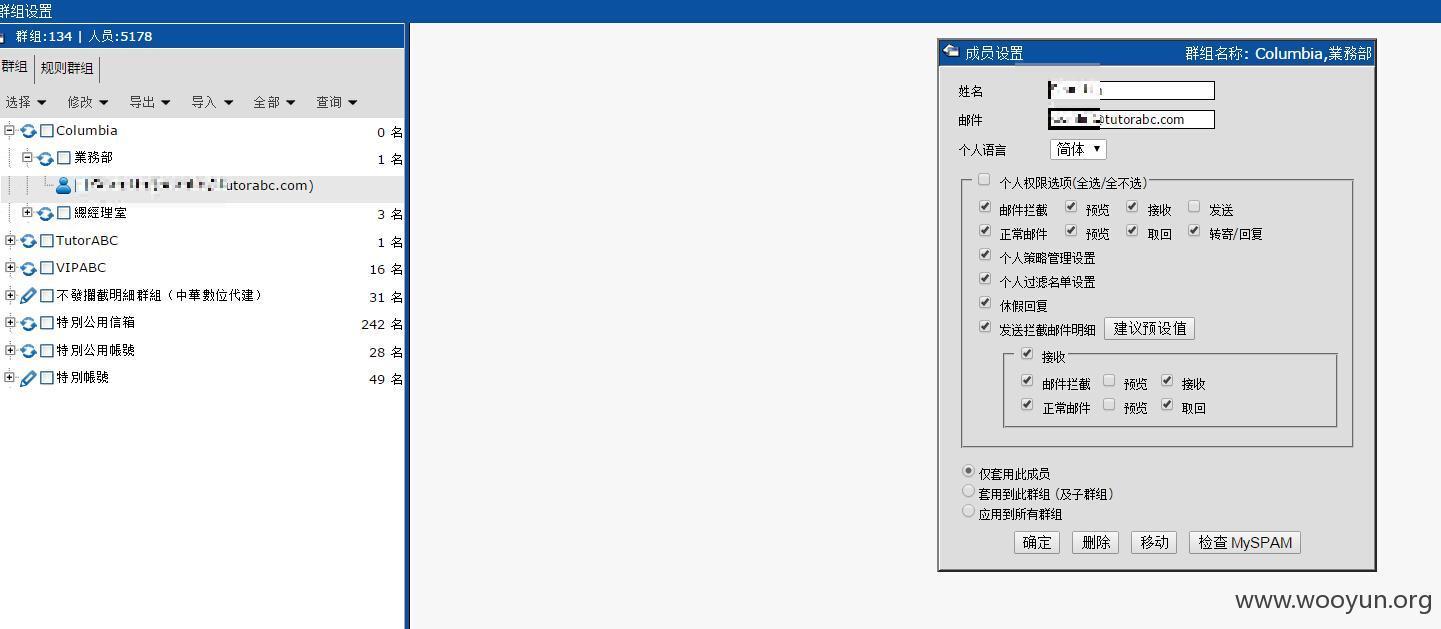 群组设置
群组:134 | 人员:5178
群组 规则群组
选择 修改 导出 导入 全部 查询
Columbia 0 名
業務部 1 名
utorabc.com)
總經理室 3 名
TutorABC 1 名
VIPABC 16 名
不發攔截明細群組（中華數位代建） 31 名
特別公用信箱 242 名
特別公用帳號 28 名
特別帳號 49 名
成员设置 群组名称: Columbia,業務部
姓名
邮件 @tutorabc.com
个人语言 简体
个人权限选项(全选/全不选)
邮件拦截 预览 接收 发送
正常邮件 预览 取回 转寄/回复
个人策略管理设置
个人过滤名单设置
休假回复
发送拦截邮件明细 建议预设值
接收
邮件拦截 预览 接收
正常邮件 预览 取回
仅套用此成员
套用到此群组 (及子群组)
应用到所有群组
确定 删除 移动 检查 MySPAM
www.wooyun.org